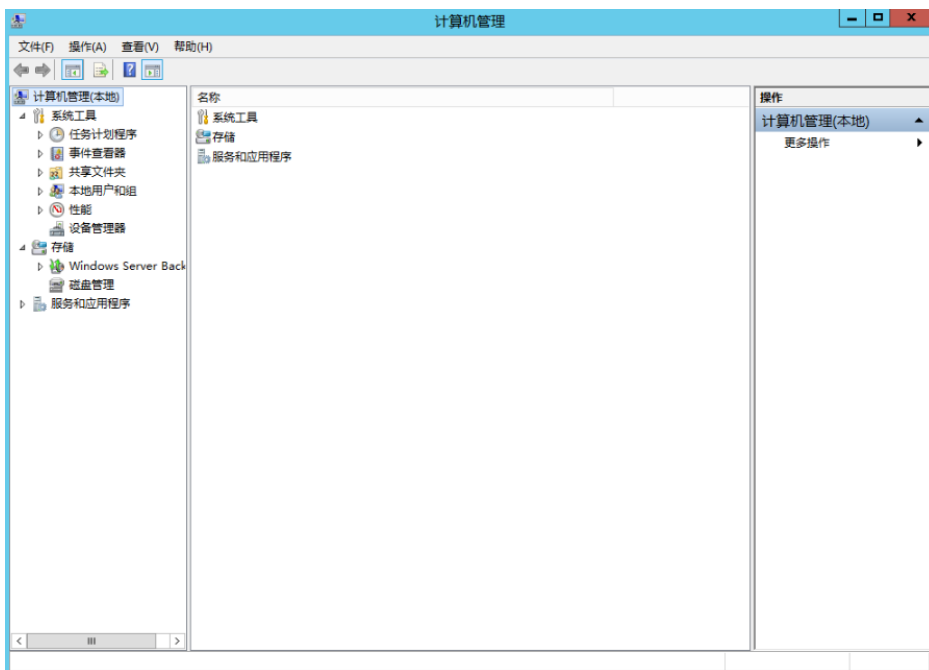 计算机管理
文件(F) 操作(A) 查看(V) 帮助(H)
计算机管理(本地)
系统工具
任务计划程序
事件查看器
共享文件夹
本地用户和组
性能
设备管理器
存储
Windows Server Back
磁盘管理
服务和应用程序
名称
系统工具
存储
服务和应用程序
操作
计算机管理(本地)
更多操作